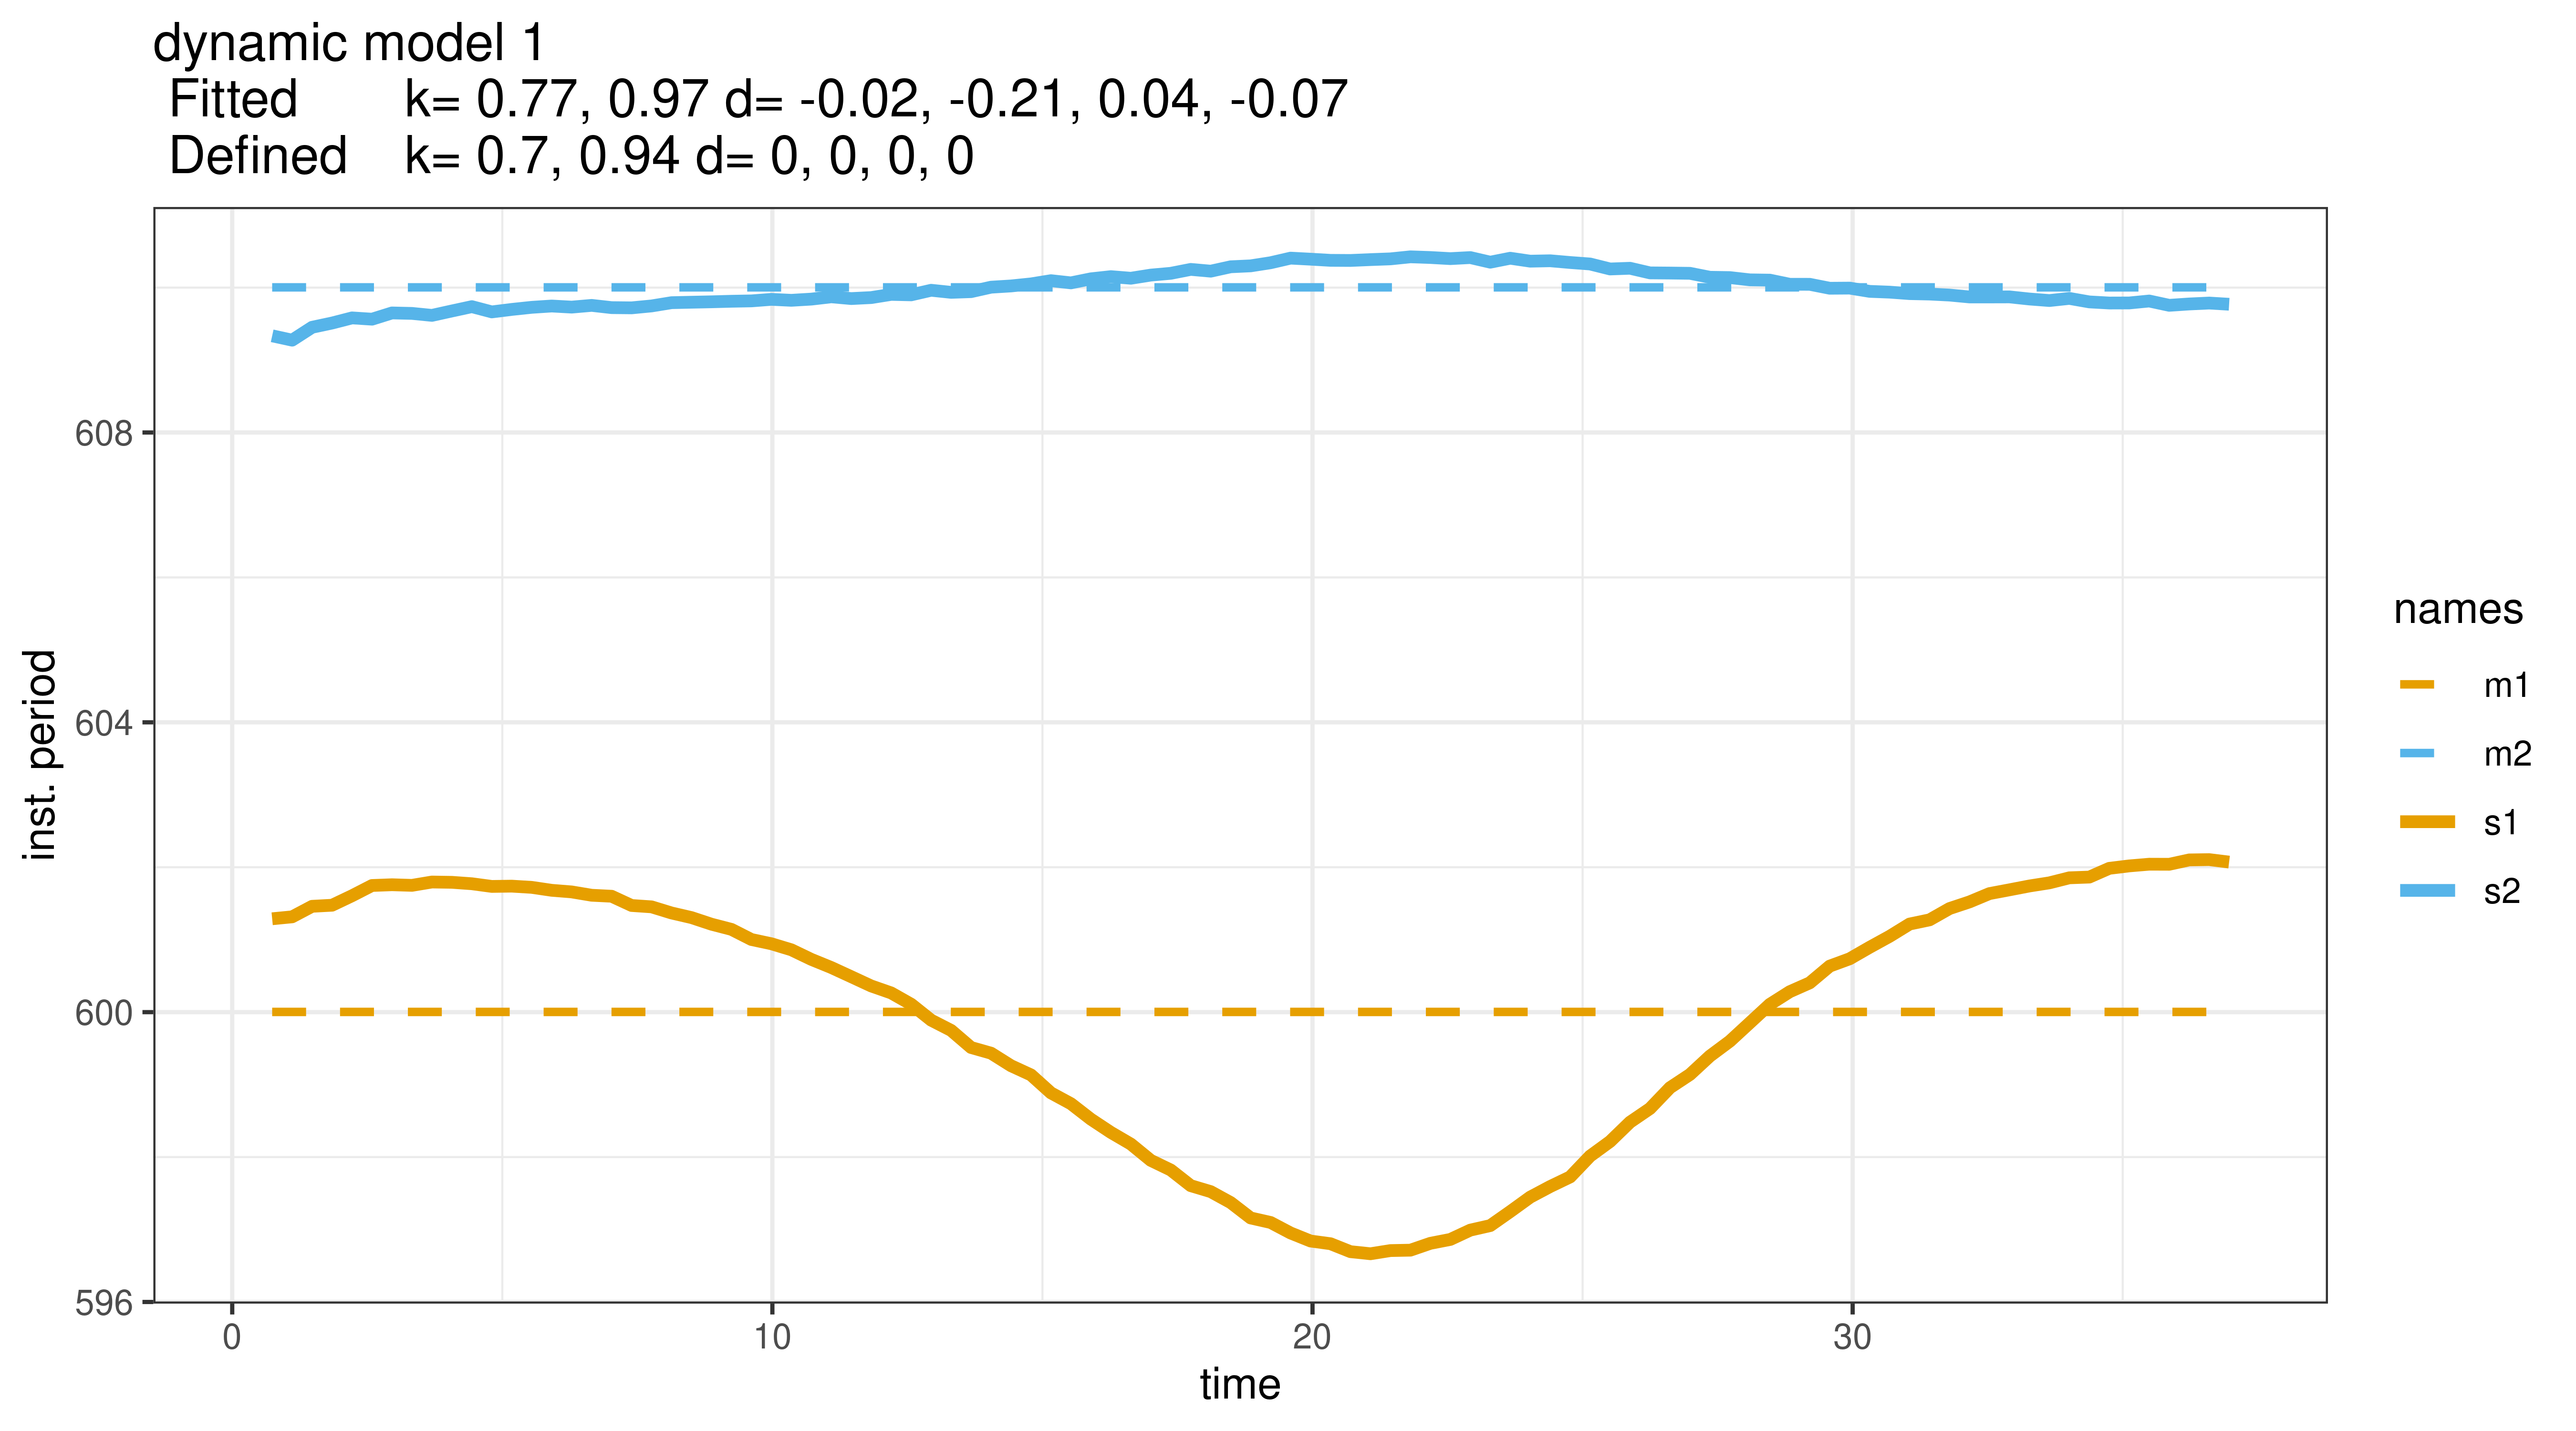 dynamic model 1
Fitted k= 0.77, 0.97 d= -0.02, -0.21, 0.04, -0.07
Defined k= 0.7, 0.94 d= 0, 0, 0, 0
608
604
600
596
inst. period
0 10 20 30
time
names
m1
m2
s1
s2